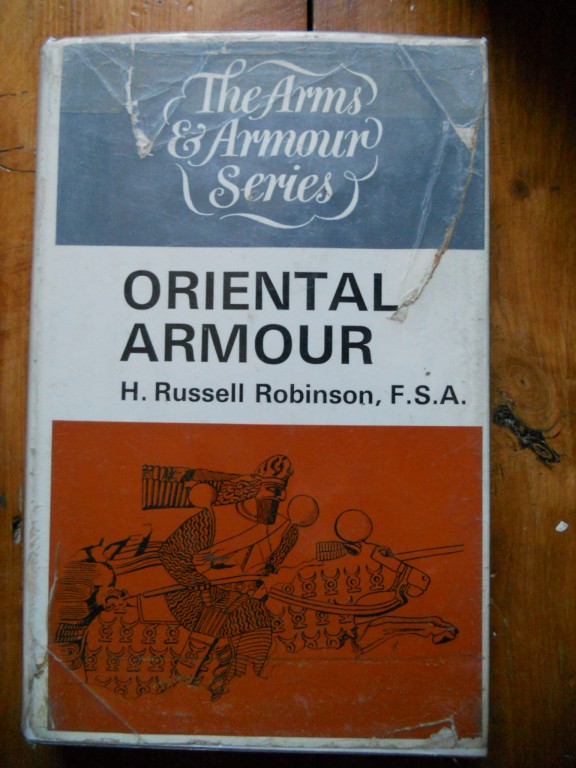 The Arms
& Armour
Series
ORIENTAL
ARMOUR
H. Russell Robinson, F.S.A.